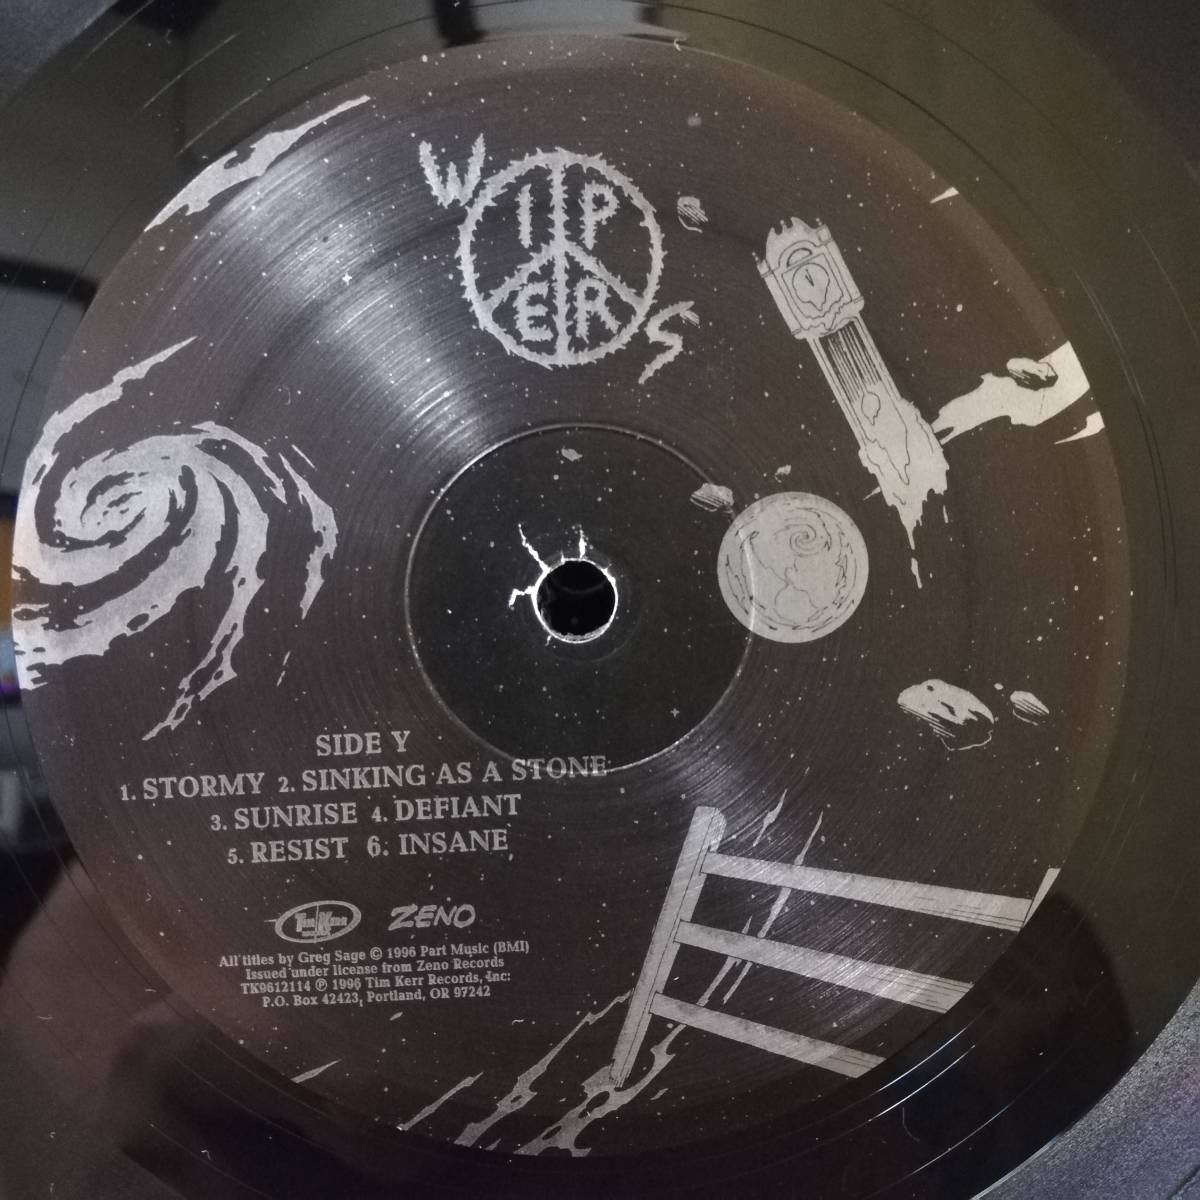 W
I P
E R
S
SIDE Y
1. STORMY 2. SINKING AS A STONE
3. SUNRISE 4. DEFIANT
5. RESIST 6. INSANE
Tim/Kerr ZENO
All titles by Greg Sage © 1996 Part Music (BMI)
Issued under license from Zeno Records
TK9612114 ℗ 1996 Tim Kerr Records, Inc.
P.O. Box 42423, Portland, OR 97242